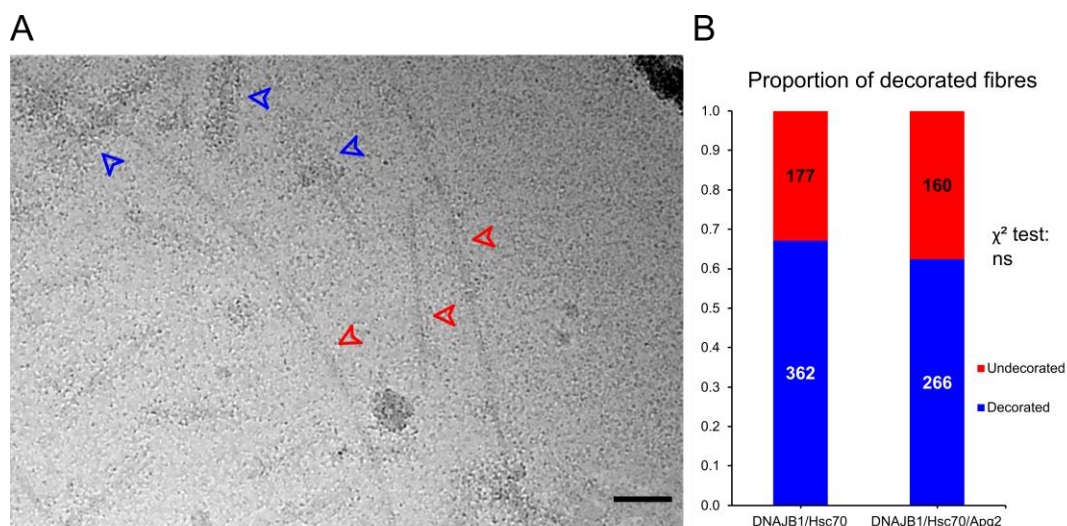 A
B
Proportion of decorated fibres
1.0
0.9
0.8
0.7
0.6
0.5
0.4
0.3
0.2
0.1
0.0
177
160
362
266
χ² test:
ns
Undecorated
Decorated
DNAJB1/Hsc70
DNAJB1/Hsc70/Apg2